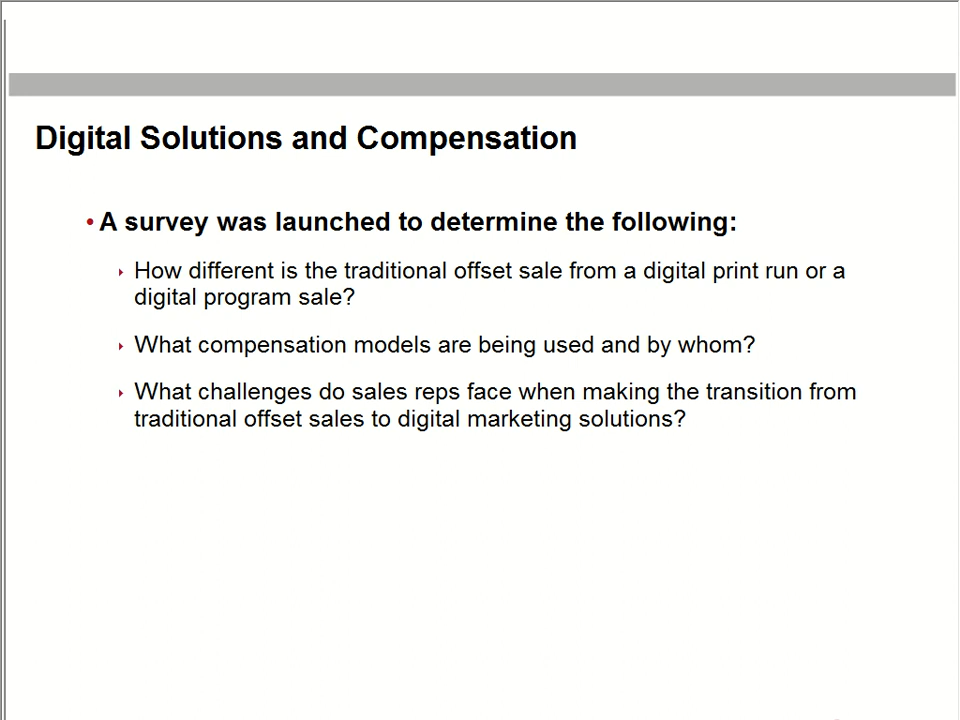 Digital Solutions and Compensation
• A survey was launched to determine the following:
How different is the traditional offset sale from a digital print run or a
digital program sale?
What compensation models are being used and by whom?
What challenges do sales reps face when making the transition from
traditional offset sales to digital marketing solutions?